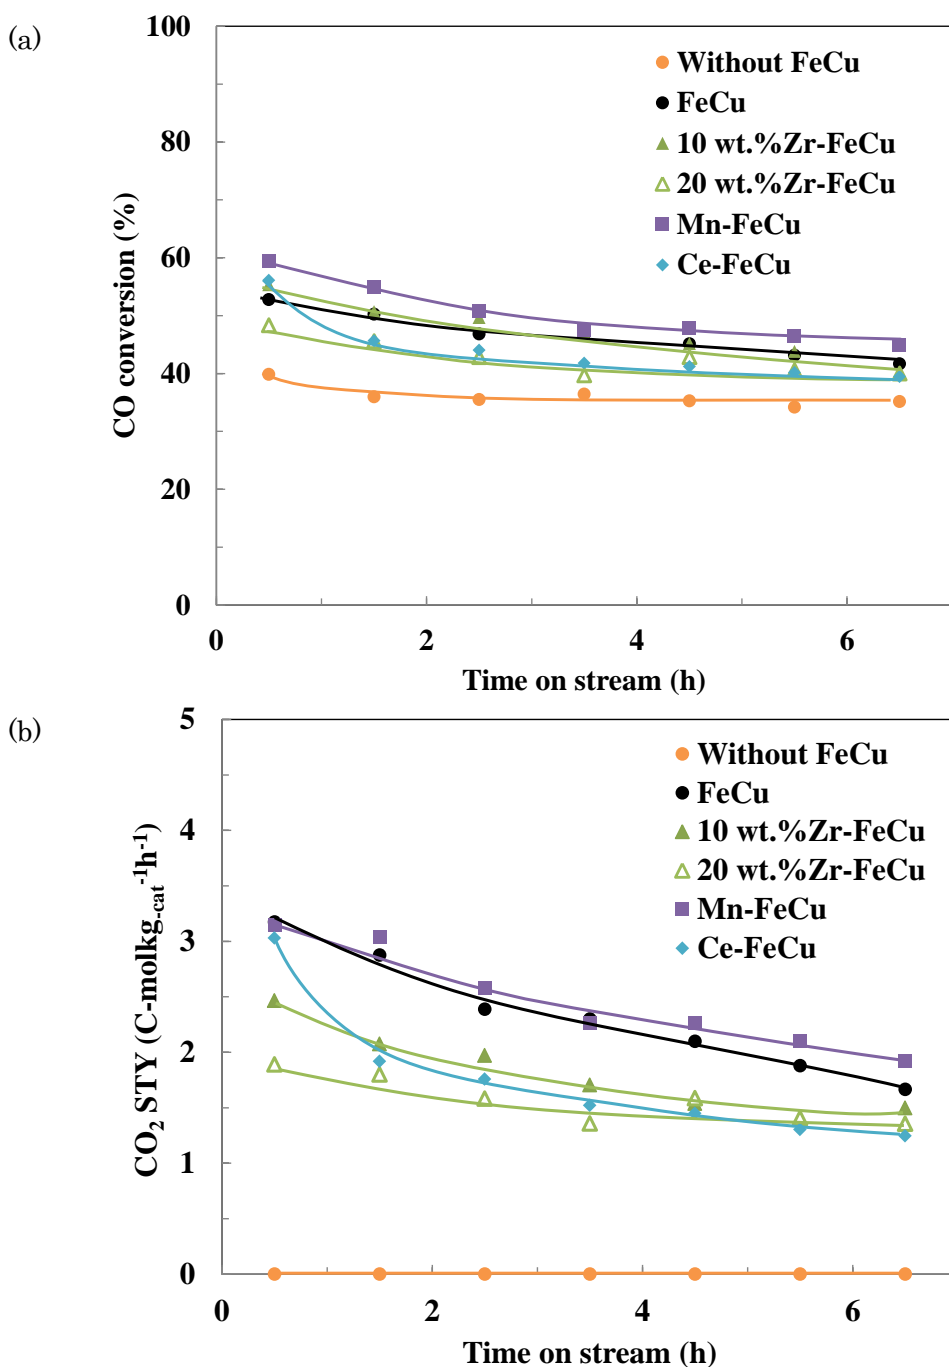 (a)
100
80
60
40
20
0
CO conversion (%)
Without FeCu
FeCu
10 wt.%Zr-FeCu
20 wt.%Zr-FeCu
Mn-FeCu
Ce-FeCu
0 2 4 6
Time on stream (h)
(b)
5
4
3
2
1
0
CO₂ STY (C-molkg-cat⁻¹h⁻¹)
Without FeCu
FeCu
10 wt.%Zr-FeCu
20 wt.%Zr-FeCu
Mn-FeCu
Ce-FeCu
0 2 4 6
Time on stream (h)